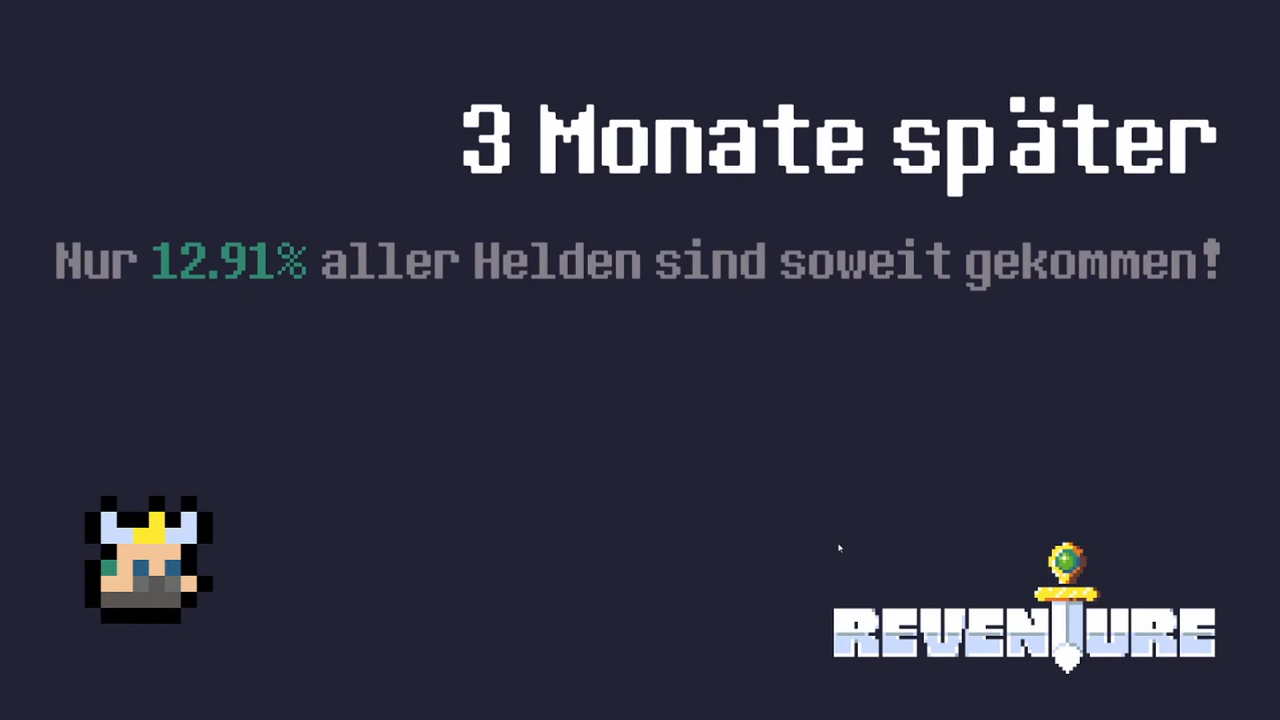 3 Monate später
Nur 12.91% aller Helden sind soweit gekommen!
REVENTURE